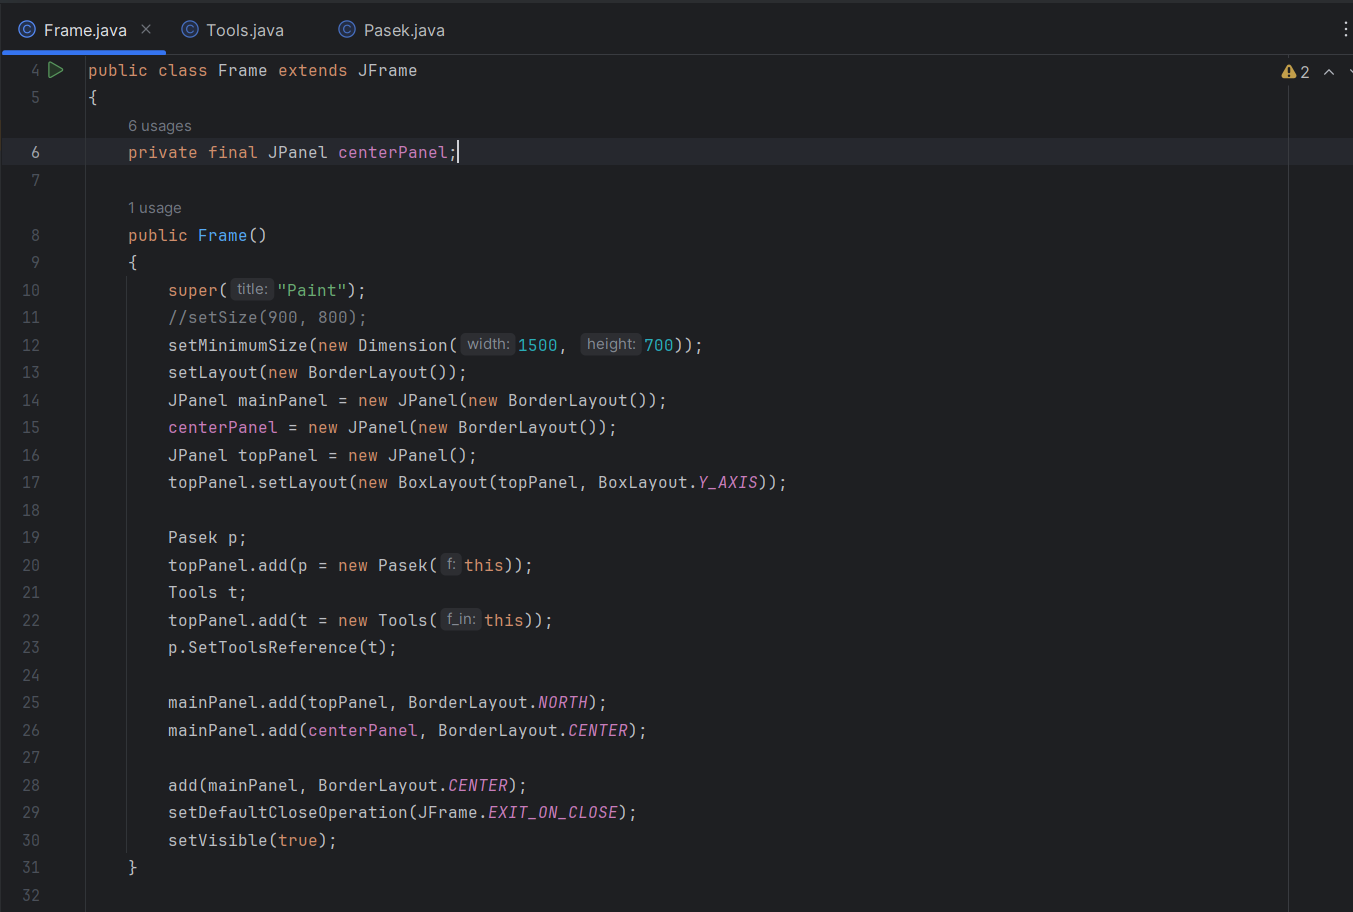 Frame.java Tools.java Pasek.java
4 public class Frame extends JFrame 2
5 {
6 usages
6 private final JPanel centerPanel;
7
1 usage
8 public Frame()
9 {
10 super( title: "Paint");
11 //setSize(900, 800);
12 setMinimumSize(new Dimension( width: 1500, height: 700));
13 setLayout(new BorderLayout());
14 JPanel mainPanel = new JPanel(new BorderLayout());
15 centerPanel = new JPanel(new BorderLayout());
16 JPanel topPanel = new JPanel();
17 topPanel.setLayout(new BoxLayout(topPanel, BoxLayout.Y_AXIS));
18
19 Pasek p;
20 topPanel.add(p = new Pasek( f: this));
21 Tools t;
22 topPanel.add(t = new Tools( f_in: this));
23 p.SetToolsReference(t);
24
25 mainPanel.add(topPanel, BorderLayout.NORTH);
26 mainPanel.add(centerPanel, BorderLayout.CENTER);
27
28 add(mainPanel, BorderLayout.CENTER);
29 setDefaultCloseOperation(JFrame.EXIT_ON_CLOSE);
30 setVisible(true);
31 }
32